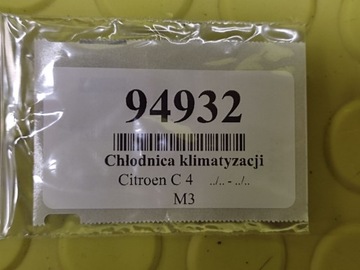 94932
Chłodnica klimatyzacji
Citroen C 4 ../.. - ../..
M3